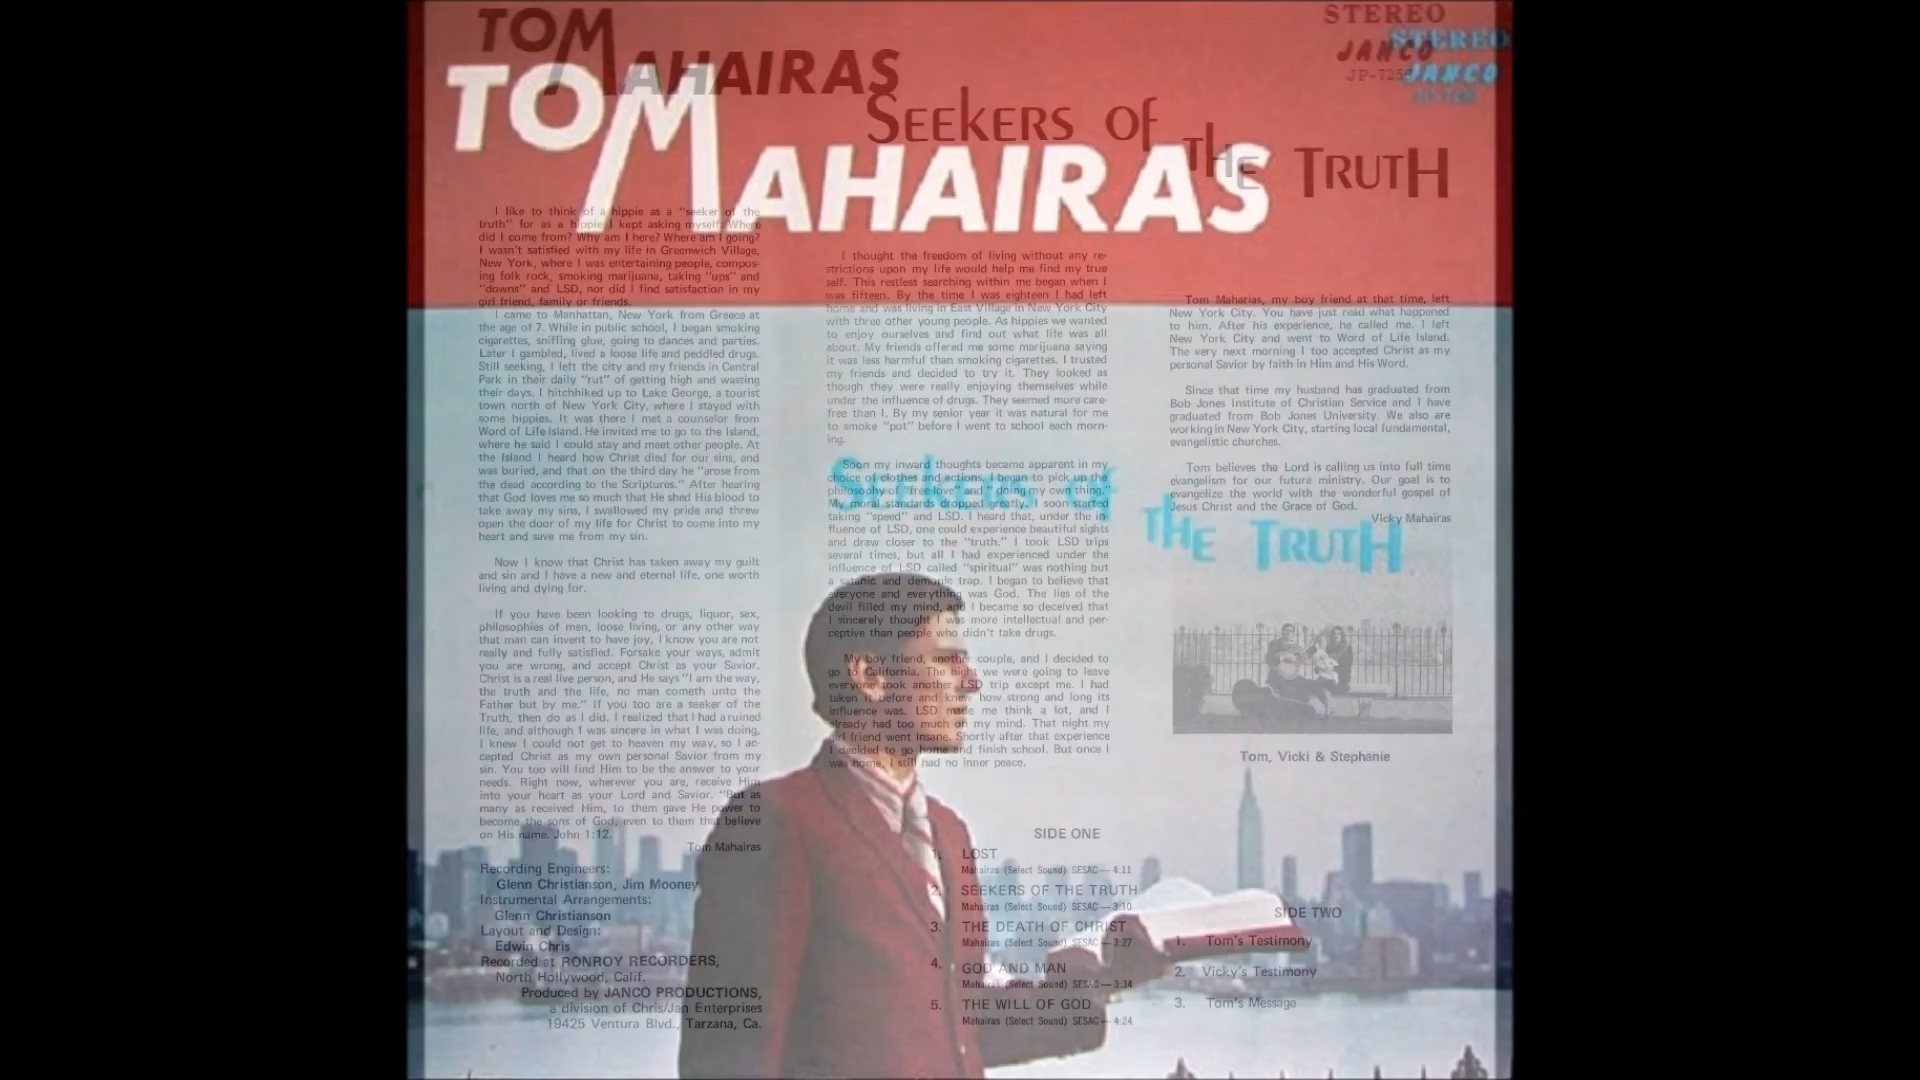 TOM MAHAIRAS
STEREO
JANCO
JP-725
SEEKERS OF THE TRUTH
TOM MAHAIRAS
STEREO
JANCO
SEEKERS OF THE TRUTH
I like to think of a hippie as a "seeker of the
truth" for as a hippie I kept asking myself: Where
did I come from? Why am I here? Where am I going?
I wasn't satisfied with my life in Greenwich Village,
New York, where I was entertaining people, compos-
ing folk rock, smoking marijuana, taking "ups" and
"downs" and LSD, nor did I find satisfaction in my
girl friend, family or friends.
I came to Manhattan, New York from Greece at
the age of 7. While in public school, I began smoking
cigarettes, sniffing glue, going to dances and parties.
Later I gambled, lived a loose life and peddled drugs.
Still seeking, I left the city and my friends in Central
Park in their daily "rut" of getting high and wasting
their days. I hitchhiked up to Lake George, a tourist
town north of New York City, where I stayed with
some hippies. It was there I met a counselor from
Word of Life Island. He invited me to go to the Island,
where he said I could stay and meet other people. At
the Island I heard how Christ died for our sins, and
was buried, and that on the third day he "arose from
the dead according to the Scriptures." After hearing
that God loves me so much that He shed His blood to
take away my sins, I swallowed my pride and threw
open the door of my life for Christ to come into my
heart and save me from my sin.
Now I know that Christ has taken away my guilt
and sin and I have a new and eternal life, one worth
living and dying for.
If you have been looking to drugs, liquor, sex,
philosophies of men, loose living, or any other way
that man can invent to have joy, I know you are not
really and fully satisfied. Forsake your ways, admit
you are wrong, and accept Christ as your Savior.
Christ is a real live person, and He says "I am the way,
the truth and the life, no man cometh unto the
Father but by me." If you too are a seeker of the
Truth, then do as I did. I realized that I had a ruined
life, and although I was sincere in what I was doing,
I knew I could not get to heaven my way, so I ac-
cepted Christ as my own personal Savior from my
sin. You too will find Him to be the answer to your
needs. Right now, wherever you are, receive Him
into your heart as your Lord and Savior. "But as
many as received Him, to them gave He power to
become the sons of God, even to them that believe
on His name. John 1:12.
Tom Mahairas
Recording Engineers:
Glenn Christianson, Jim Mooney
Instrumental Arrangements:
Glenn Christianson
Layout and Design:
Edwin Chris
Recorded at RONROY RECORDERS,
North Hollywood, Calif.
Produced by JANCO PRODUCTIONS,
a division of Chris/Jan Enterprises
19425 Ventura Blvd., Tarzana, Ca.
I thought the freedom of living without any re-
strictions upon my life would help me find my true
self. This restless searching within me began when I
was fifteen. By the time I was eighteen I had left
home and was living in East Village in New York City
with three other young people. As hippies we wanted
to enjoy ourselves and find out what life was all
about. My friends offered me some marijuana saying
it was less harmful than smoking cigarettes. I trusted
my friends and decided to try it. They looked as
though they were really enjoying themselves while
under the influence of drugs. They seemed more care-
free than I. By my senior year it was natural for me
to smoke "pot" before I went to school each morn-
ing.
Soon my inward thoughts became apparent in my
choice of clothes and actions. I began to pick up the
philosophy of "free love" and "doing my own thing."
My moral standards dropped greatly. I soon started
taking "speed" and LSD. I heard that, under the in-
fluence of LSD, one could experience beautiful sights
and draw closer to the "truth." I took LSD trips
several times, but all I had experienced under the
influence of LSD called "spiritual" was nothing but
a satanic and demonic trap. I began to believe that
everyone and everything was God. The lies of the
devil filled my mind, and I became so deceived that
I sincerely thought I was more intellectual and per-
ceptive than people who didn't take drugs.
My boy friend, another couple, and I decided to
go to California. The night we were going to leave
everyone took another LSD trip except me. I had
taken it before and knew how strong and long its
influence was. LSD made me think a lot, and I
already had too much on my mind. That night my
girl friend went insane. Shortly after that experience
I decided to go home and finish school. But once I
was home, I still had no inner peace.
Tom Maharias, my boy friend at that time, left
New York City. You have just read what happened
to him. After his experience, he called me. I left
New York City and went to Word of Life Island.
The very next morning I too accepted Christ as my
personal Savior by faith in Him and His Word.
Since that time my husband has graduated from
Bob Jones Institute of Christian Service and I have
graduated from Bob Jones University. We also are
working in New York City, starting local fundamental,
evangelistic churches.
Tom believes the Lord is calling us into full time
evangelism for our future ministry. Our goal is to
evangelize the world with the wonderful gospel of
Jesus Christ and the Grace of God.
Vicky Mahairas
Tom, Vicki & Stephanie
SIDE ONE
1. LOST
Mahairas (Select Sound) SESAC — 4:11
2. SEEKERS OF THE TRUTH
Mahairas (Select Sound) SESAC — 3:10
3. THE DEATH OF CHRIST
Mahairas (Select Sound) SESAC — 3:27
4. GOD AND MAN
Mahairas (Select Sound) SESAC — 3:34
5. THE WILL OF GOD
Mahairas (Select Sound) SESAC — 4:24
SIDE TWO
1. Tom's Testimony
2. Vicky's Testimony
3. Tom's Message